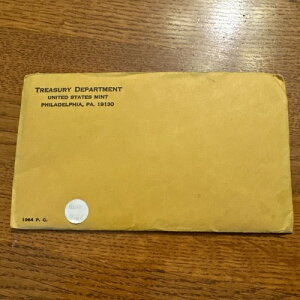 TREASURY DEPARTMENT
UNITED STATES MINT
PHILADELPHIA, PA. 19130
1964 P. C.